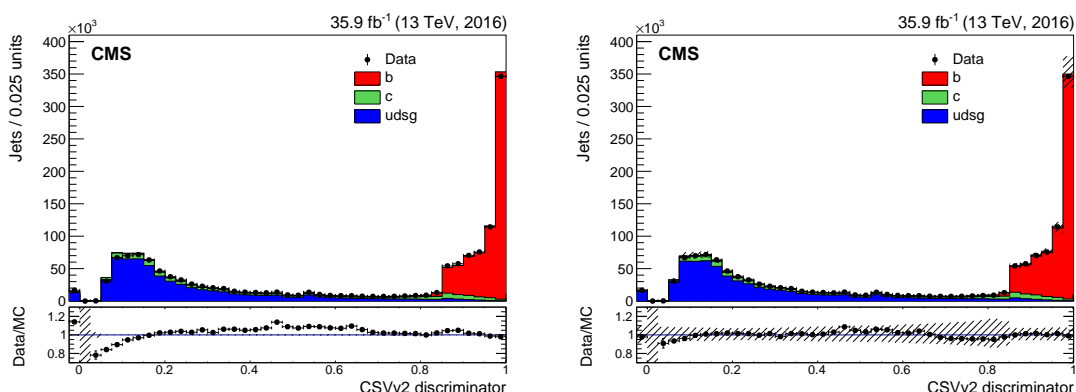 35.9 fb⁻¹ (13 TeV, 2016)
×10³
CMS
Data
b
c
udsg
Jets / 0.025 units
400
350
300
250
200
150
100
50
0
Data/MC
1.2
1
0.8
0 0.2 0.4 0.6 0.8 1
CSVv2 discriminator
35.9 fb⁻¹ (13 TeV, 2016)
×10³
CMS
Data
b
c
udsg
Jets / 0.025 units
400
350
300
250
200
150
100
50
0
Data/MC
1.2
1
0.8
0 0.2 0.4 0.6 0.8 1
CSVv2 discriminator